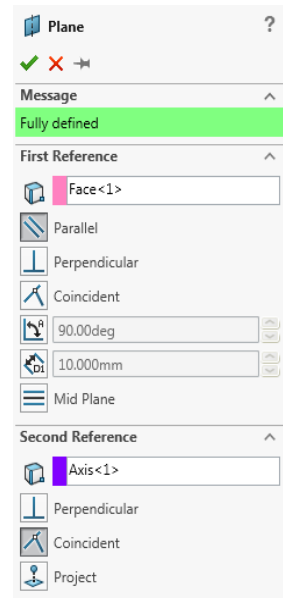 Plane ?
Message
Fully defined
First Reference
Face<1>
Parallel
Perpendicular
Coincident
A
90.00deg
D1
10.000mm
Mid Plane
Second Reference
Axis<1>
Perpendicular
Coincident
Project